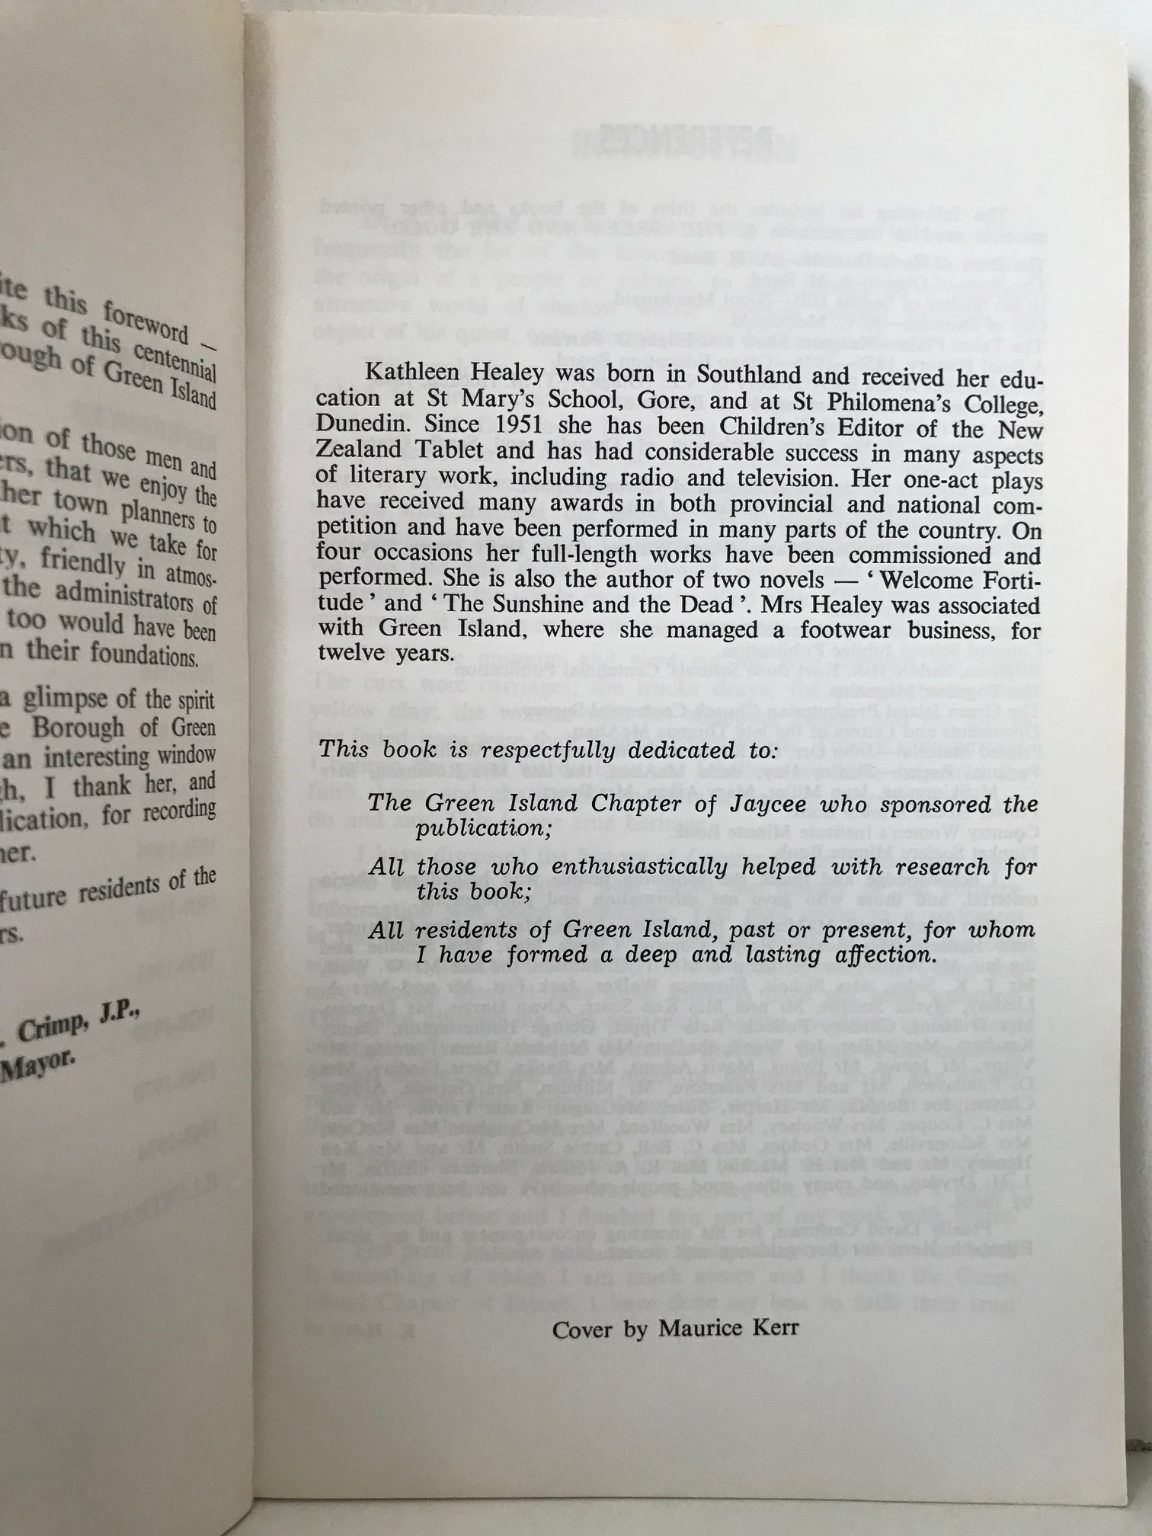 ite this foreword —
ks of this centennial
ough of Green Island
ion of those men and
ers, that we enjoy the
her town planners to
t which we take for
ty, friendly in atmos-
the administrators of
too would have been
n their foundations.
a glimpse of the spirit
e Borough of Green
an interesting window
gh, I thank her, and
lication, for recording
her.
future residents of the
rs.
. Crimp, J.P.,
Mayor.
Kathleen Healey was born in Southland and received her edu-
cation at St Mary's School, Gore, and at St Philomena's College,
Dunedin. Since 1951 she has been Children's Editor of the New
Zealand Tablet and has had considerable success in many aspects
of literary work, including radio and television. Her one-act plays
have received many awards in both provincial and national com-
petition and have been performed in many parts of the country. On
four occasions her full-length works have been commissioned and
performed. She is also the author of two novels — ‘ Welcome Forti-
tude ’ and ‘ The Sunshine and the Dead ’. Mrs Healey was associated
with Green Island, where she managed a footwear business, for
twelve years.
This book is respectfully dedicated to:
The Green Island Chapter of Jaycee who sponsored the
publication;
All those who enthusiastically helped with research for
this book;
All residents of Green Island, past or present, for whom
I have formed a deep and lasting affection.
Cover by Maurice Kerr